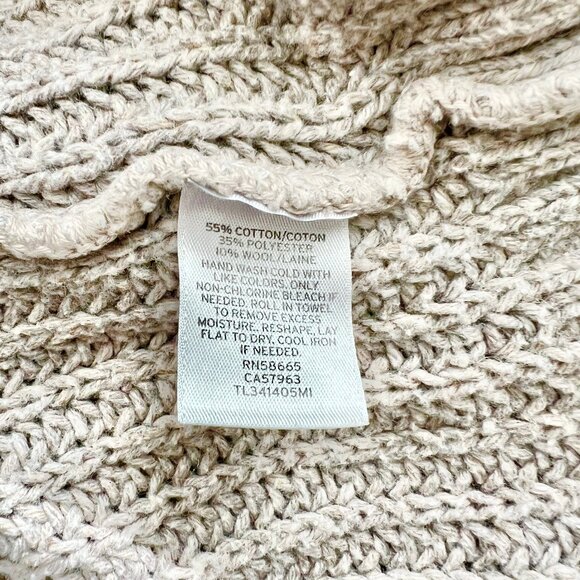 55% COTTON/COTON
35% POLYESTER
10% WOOL/LAINE
HAND WASH COLD WITH
LIKE COLORS, ONLY
NON-CHLORINE BLEACH IF
NEEDED. ROLL IN TOWEL
TO REMOVE EXCESS
MOISTURE. RESHAPE, LAY
FLAT TO DRY, COOL IRON
IF NEEDED.
RN58665
CA57963
TL341405MI